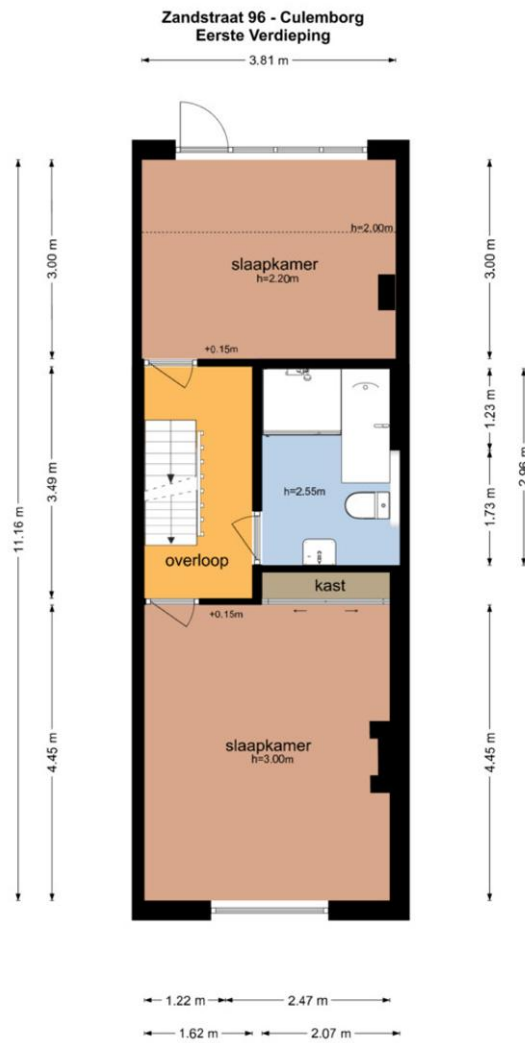 Zandstraat 96 - Culemborg
Eerste Verdieping
3.81 m
h=2.00m
slaapkamer
h=2.20m
3.00 m
3.00 m
+0.15m
1.23 m
3.49 m
2.96 m
11.16 m
h=2.55m
1.73 m
overloop
kast
+0.15m
slaapkamer
h=3.00m
4.45 m
4.45 m
1.22 m
2.47 m
1.62 m
2.07 m